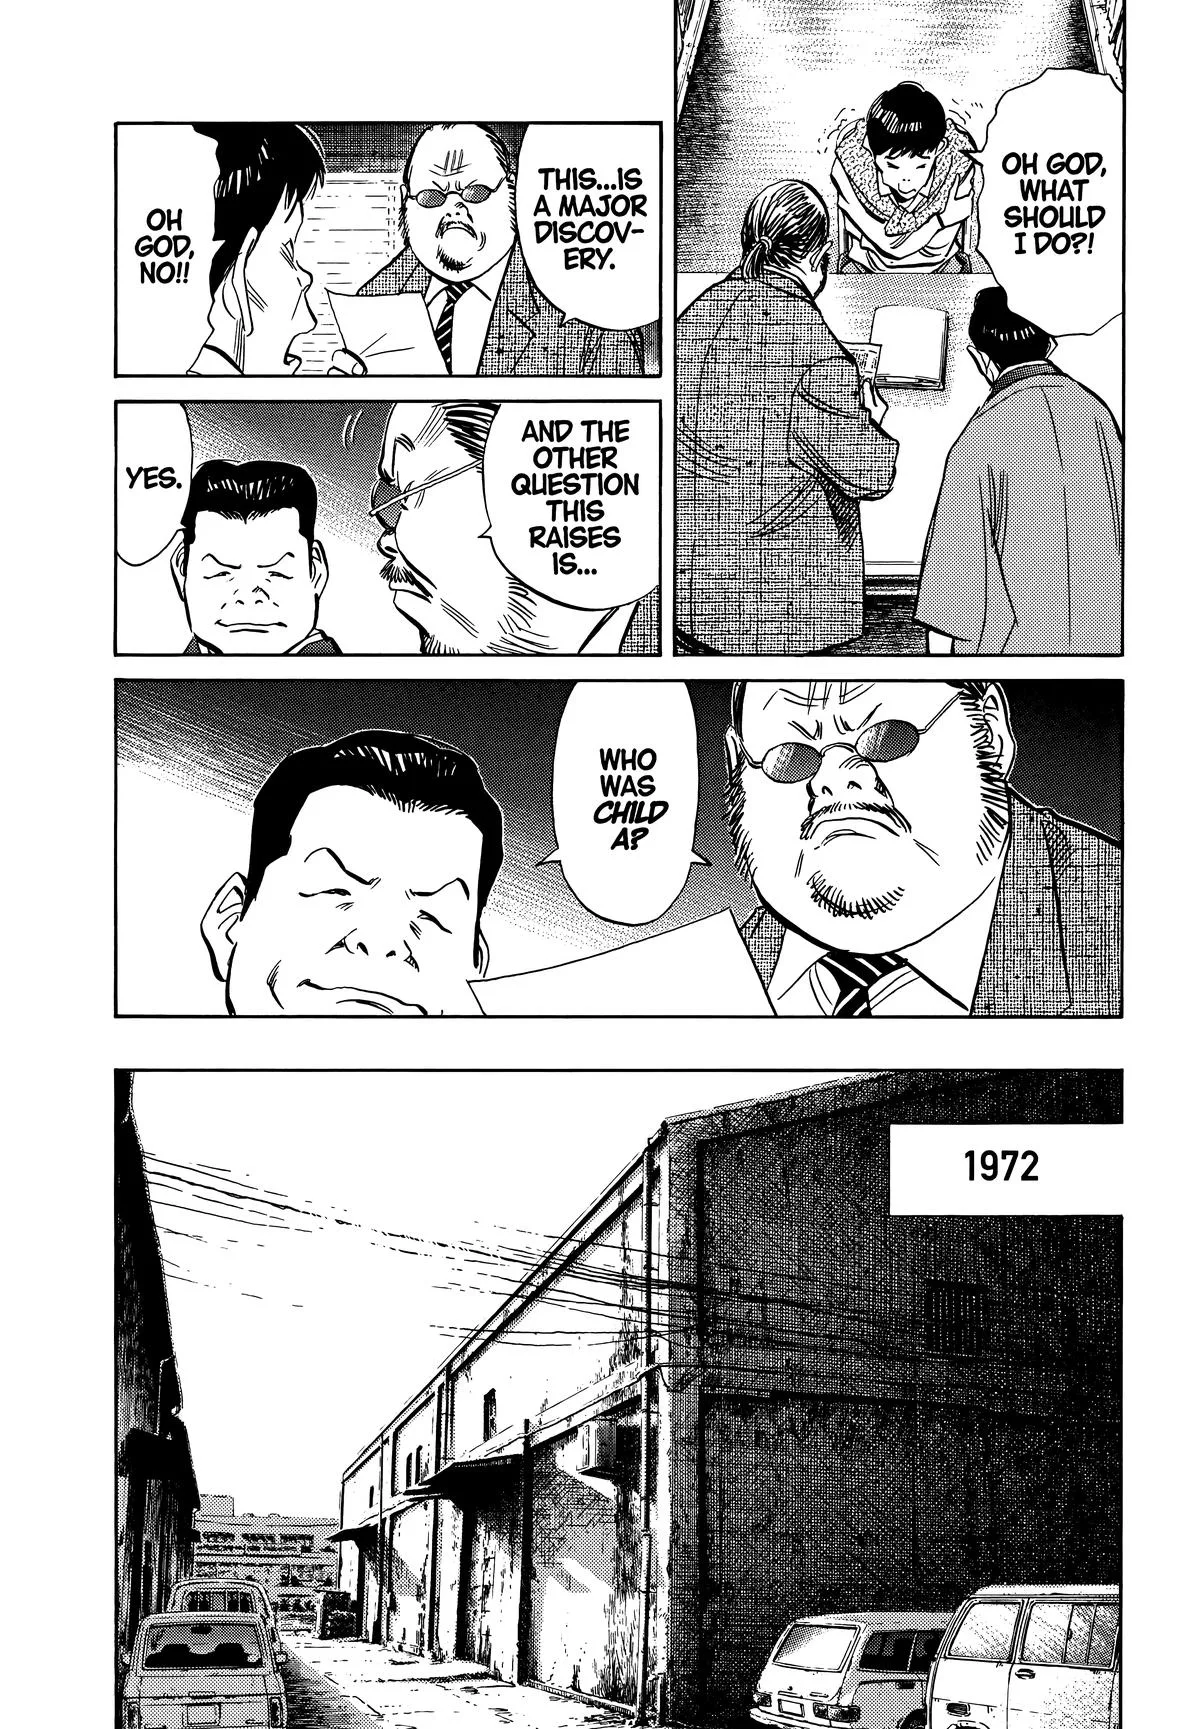 OH GOD,
WHAT
SHOULD
I DO?!
THIS...IS
A MAJOR
DISCOV-
ERY.
OH
GOD,
NO!!
AND THE
OTHER
QUESTION
THIS
RAISES
IS...
YES.
WHO
WAS
CHILD
A?
1972